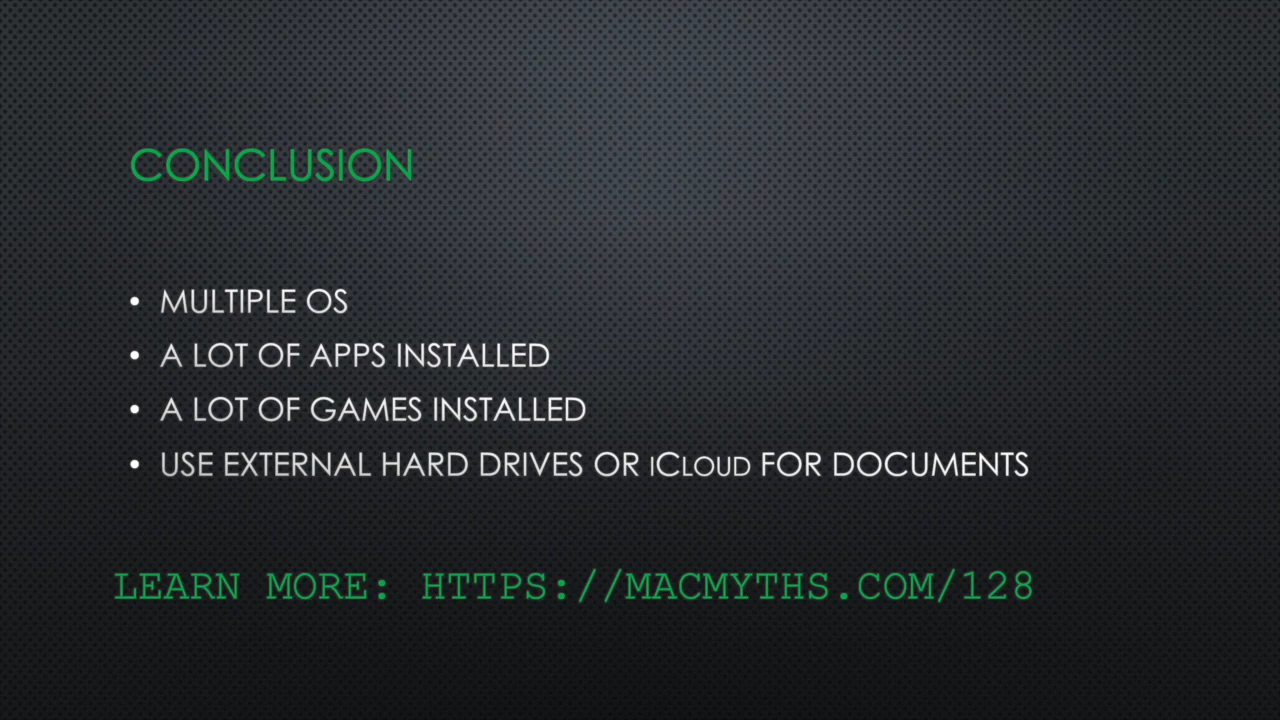 CONCLUSION
• MULTIPLE OS
• A LOT OF APPS INSTALLED
• A LOT OF GAMES INSTALLED
• USE EXTERNAL HARD DRIVES OR iCLOUD FOR DOCUMENTS
LEARN MORE: HTTPS://MACMYTHS.COM/128